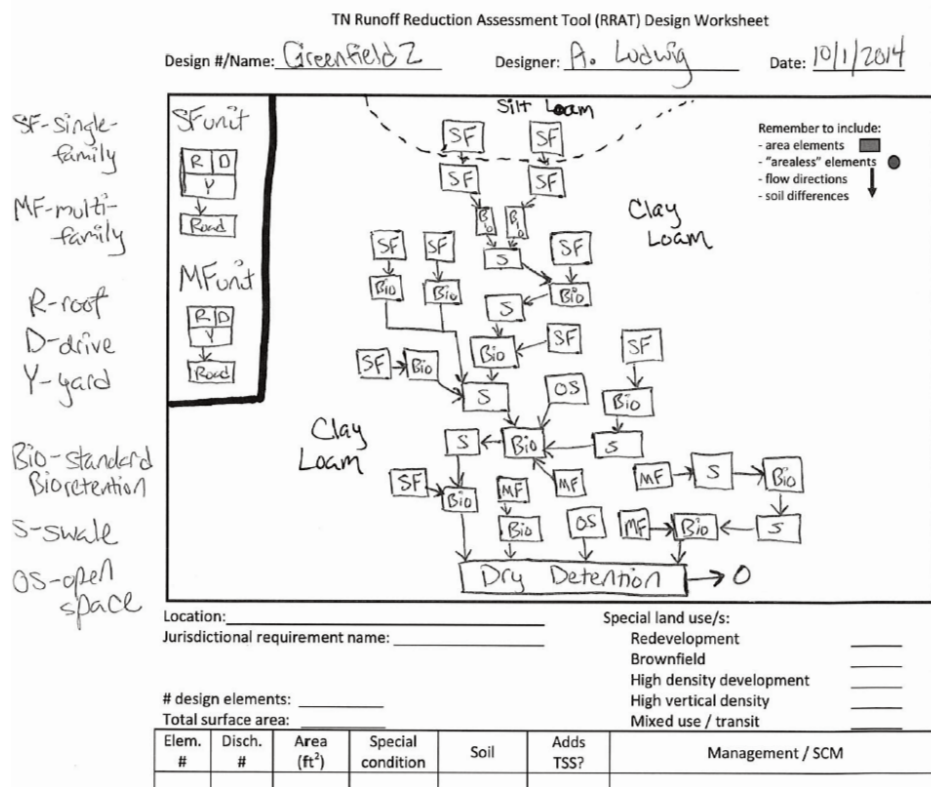 TN Runoff Reduction Assessment Tool (RRAT) Design Worksheet
Design #/Name: Greenfield 2 Designer: A. Ludwig Date: 10/1/2014
SF-single-family
MF-multi-family
R-roof
D-drive
Y-yard
Bio-standard Bioretention
S-swale
OS-open space
SFunit
R D
Y
Road
MFunit
R D
Y
Road
Silt Loam
SF SF
SF SF
Bio Bio
Clay Loam
S
SF SF SF
Bio Bio Bio
S
Bio SF SF
SF Bio
S OS Bio
Clay Loam
S Bio S
SF Bio MF MF MF S Bio
Bio OS MF Bio S
Dry Detention O
Remember to include:
- area elements
- "arealess" elements
- flow directions
- soil differences
Location:
Jurisdictional requirement name:
# design elements:
Total surface area:
Special land use/s:
Redevelopment
Brownfield
High density development
High vertical density
Mixed use / transit
Elem. # Disch. # Area (ft²) Special condition Soil Adds TSS? Management / SCM